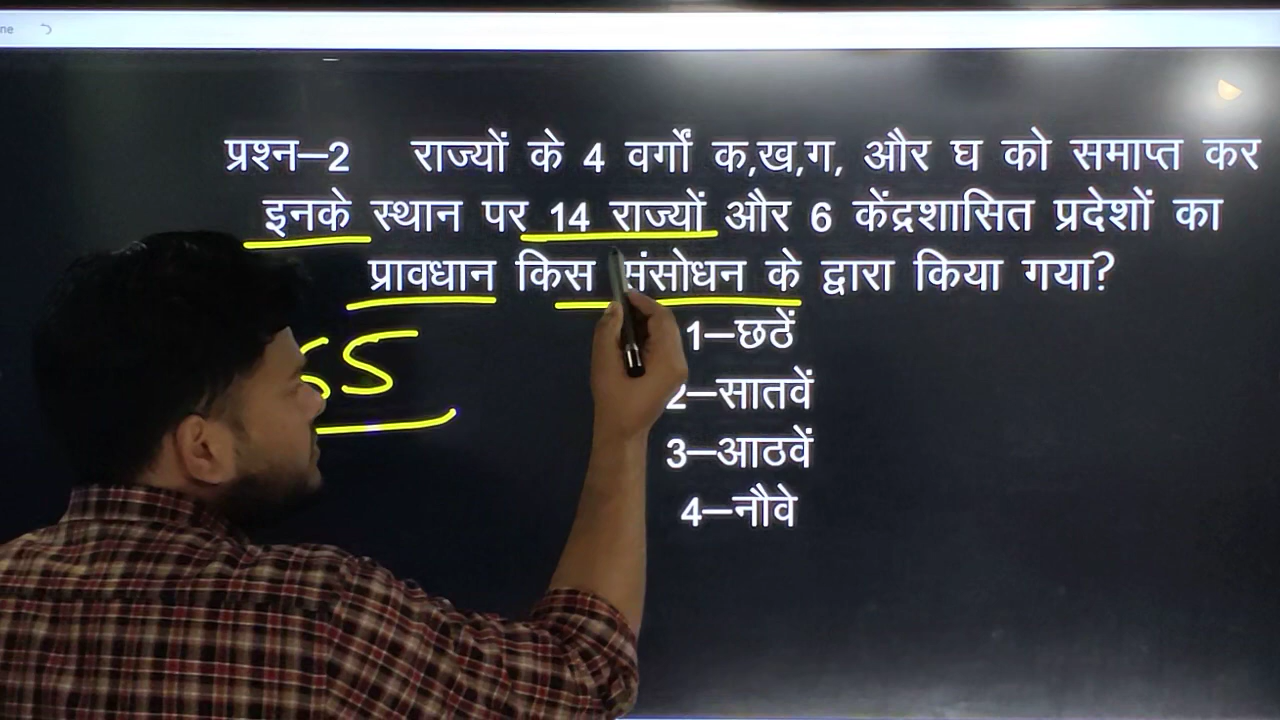 ne
प्रश्न–2 राज्यों के 4 वर्गों क,ख,ग, और घ को समाप्त कर
इनके स्थान पर 14 राज्यों और 6 केंद्रशासित प्रदेशों का
प्रावधान किस संसोधन के द्वारा किया गया?
1–छठें
2–सातवें
3–आठवें
4–नौवे